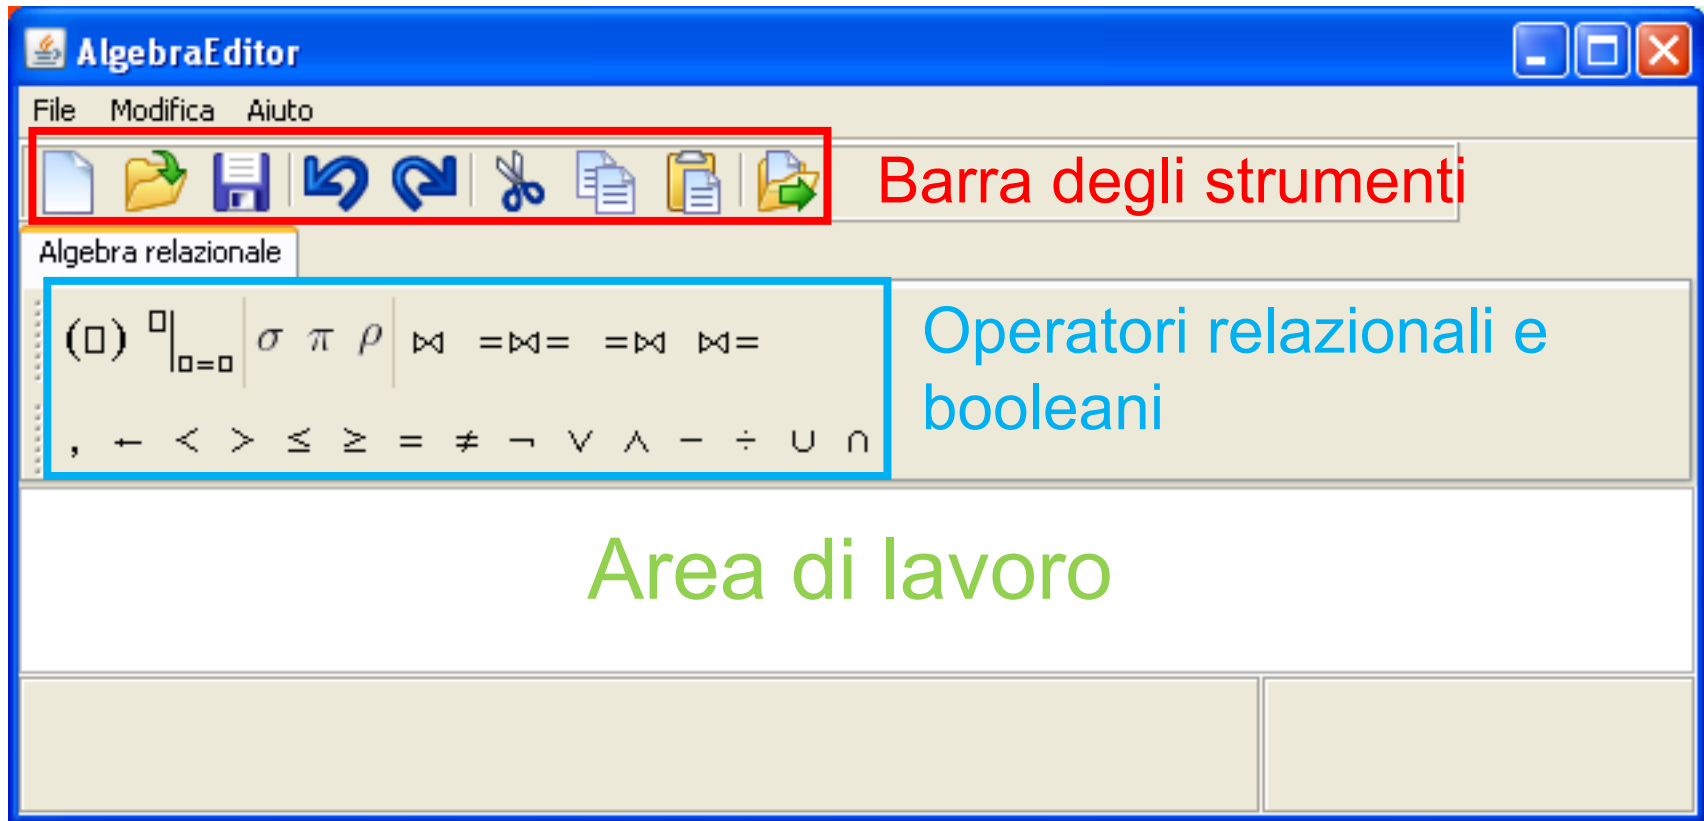 AlgebraEditor
File Modifica Aiuto
Barra degli strumenti
Algebra relazionale
(▯) ▯|▯=▯ σ π ρ ⋈ =⋈= =⋈ ⋈=
Operatori relazionali e
booleani
, ← < > ≤ ≥ = ≠ ¬ ∨ ∧ − ÷ ∪ ∩
Area di lavoro